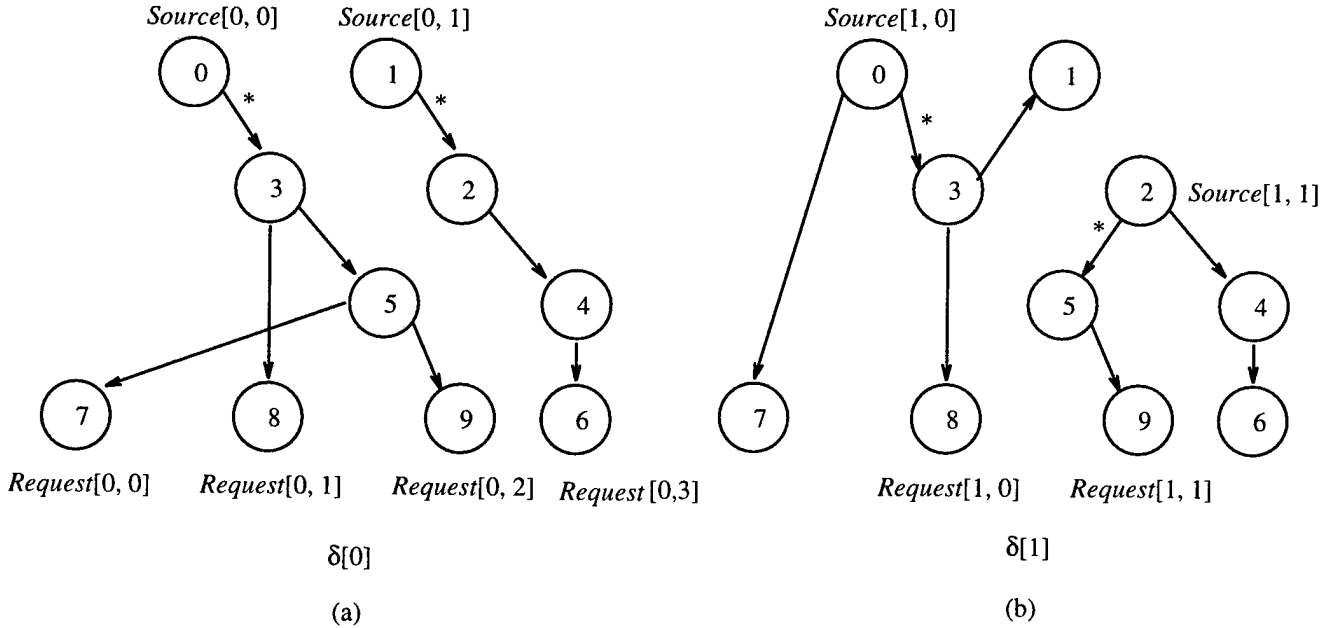 Source[0, 0] Source[0, 1] Source[1, 0]
0 1 0 1
* * *
3 2 3 2 Source[1, 1]
*
5 4 5 4
7 8 9 6 7 8 9 6
Request[0, 0] Request[0, 1] Request[0, 2] Request [0,3] Request[1, 0] Request[1, 1]
δ[0] δ[1]
(a) (b)